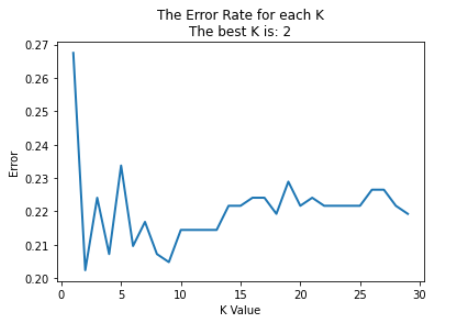 The Error Rate for each K
The best K is: 2
0.27
0.26
0.25
0.24
0.23
0.22
0.21
0.20
Error
0 5 10 15 20 25 30
K Value